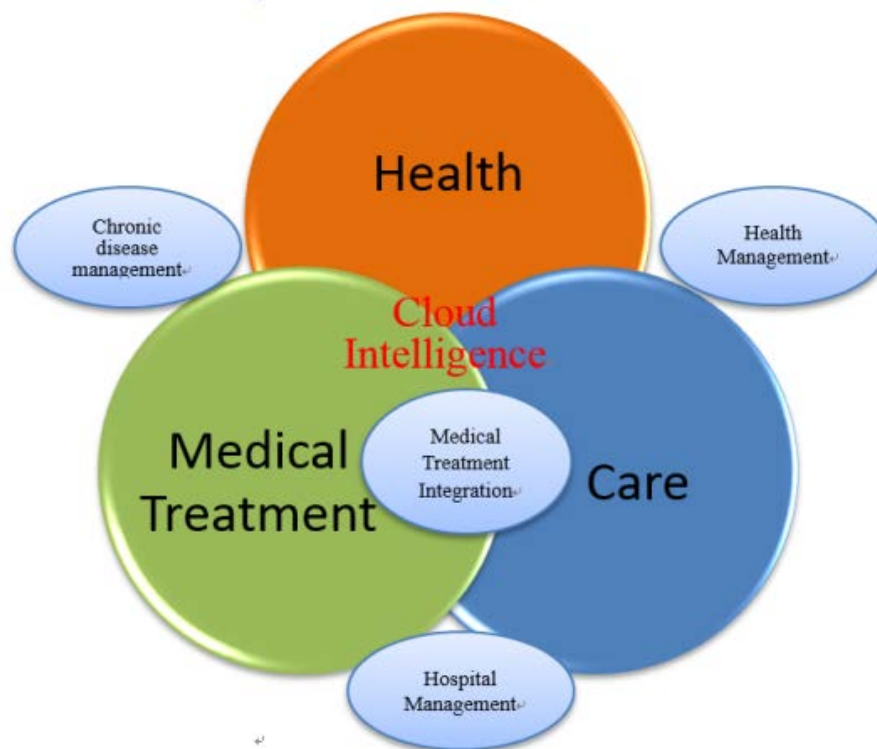 Health
Chronic
disease
management
Health
Management
Cloud
Intelligence
Medical
Treatment
Medical
Treatment
Integration
Care
Hospital
Management